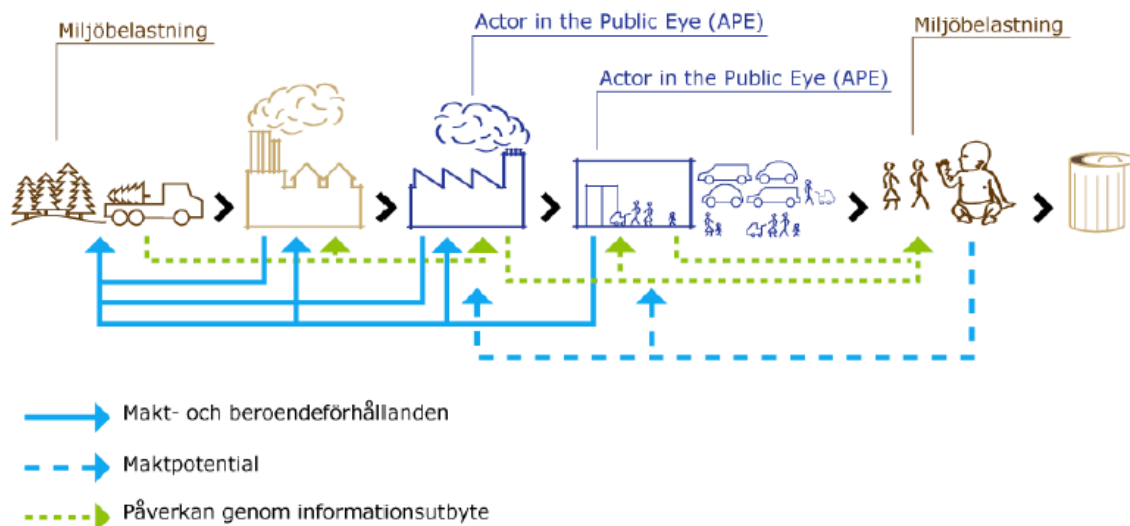 Miljöbelastning
Actor in the Public Eye (APE)
Actor in the Public Eye (APE)
Miljöbelastning
Makt- och beroendeförhållanden
Maktpotential
Påverkan genom informationsutbyte